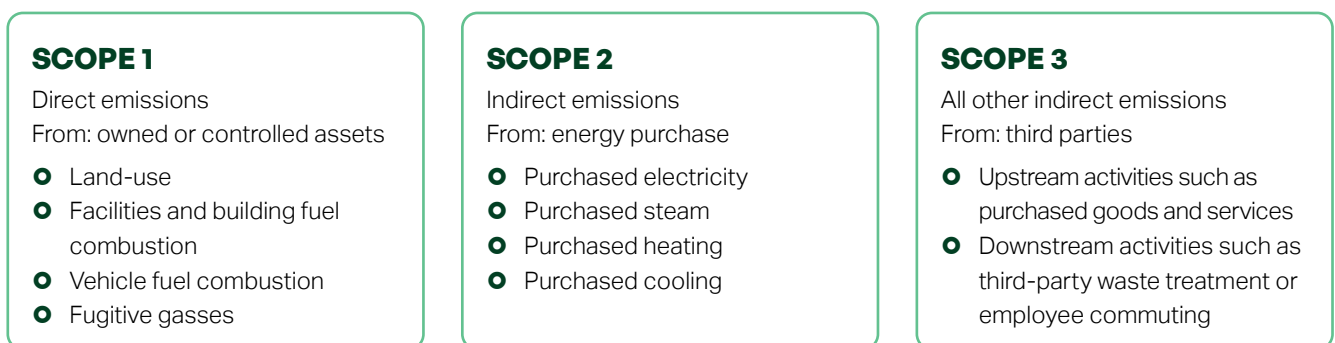 SCOPE 1
Direct emissions
From: owned or controlled assets
Land-use
Facilities and building fuel
combustion
Vehicle fuel combustion
Fugitive gasses
SCOPE 2
Indirect emissions
From: energy purchase
Purchased electricity
Purchased steam
Purchased heating
Purchased cooling
SCOPE 3
All other indirect emissions
From: third parties
Upstream activities such as
purchased goods and services
Downstream activities such as
third-party waste treatment or
employee commuting